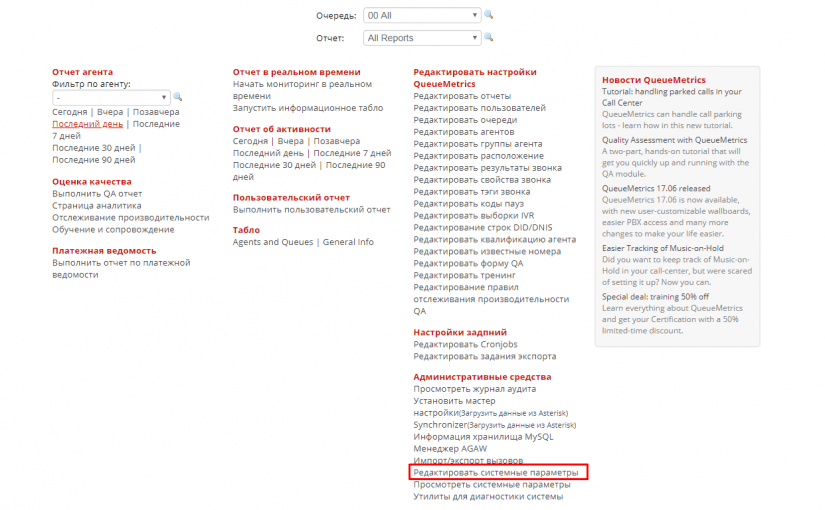 Очередь: 00 All
Отчет: All Reports
Отчет агента
Фильтр по агенту:
-
Сегодня | Вчера | Позавчера
Последний день | Последние
7 дней
Последние 30 дней |
Последние 90 дней
Оценка качества
Выполнить QA отчет
Страница аналитика
Отслеживание производительности
Обучение и сопровождение
Платежная ведомость
Выполнить отчет по платежной
ведомости
Отчет в реальном времени
Начать мониторинг в реальном
времени
Запустить информационное табло
Отчет об активности
Сегодня | Вчера | Позавчера
Последний день | Последние 7 дней
Последние 30 дней | Последние 90
дней
Пользовательский отчет
Выполнить пользовательский отчет
Табло
Agents and Queues | General Info
Редактировать настройки
QueueMetrics
Редактировать отчеты
Редактировать пользователей
Редактировать очереди
Редактировать агентов
Редактировать группы агента
Редактировать расположение
Редактировать результаты звонка
Редактировать свойства звонка
Редактировать тэги звонка
Редактировать коды пауз
Редактировать выборки IVR
Редактирование строк DID/DNIS
Редактировать квалификацию агента
Редактировать известные номера
Редактировать форму QA
Редактировать тренинг
Редактирование правил
отслеживания производительности
QA
Настройки задпний
Редактировать Cronjobs
Редактировать задания экспорта
Административные средства
Просмотреть журнал аудита
Установить мастер
настройки(Загрузить данные из Asterisk)
Synchronizer(Загрузить данные из Asterisk)
Информация хранилища MySQL
Менеджер AGAW
Импорт/экспорт вызовов
Редактировать системные параметры
Просмотреть системные параметры
Утилиты для диагностики системы
Новости QueueMetrics
Tutorial: handling parked calls in your
Call Center
QueueMetrics can handle call parking
lots - learn how in this new tutorial.
Quality Assessment with QueueMetrics
A two-part, hands-on tutorial that will
get you quickly up and running with the
QA module.
QueueMetrics 17.06 released
QueueMetrics 17.06 is now available,
with new user-customizable wallboards,
easier PBX access and many more
changes to make your life easier.
Easier Tracking of Music-on-Hold
Did you want to keep track of Music-on-
Hold in your call-center, but were scared
of setting it up? Now you can.
Special deal: training 50% off
Learn everything about QueueMetrics
and get your Certification with a 50%
limited-time discount.